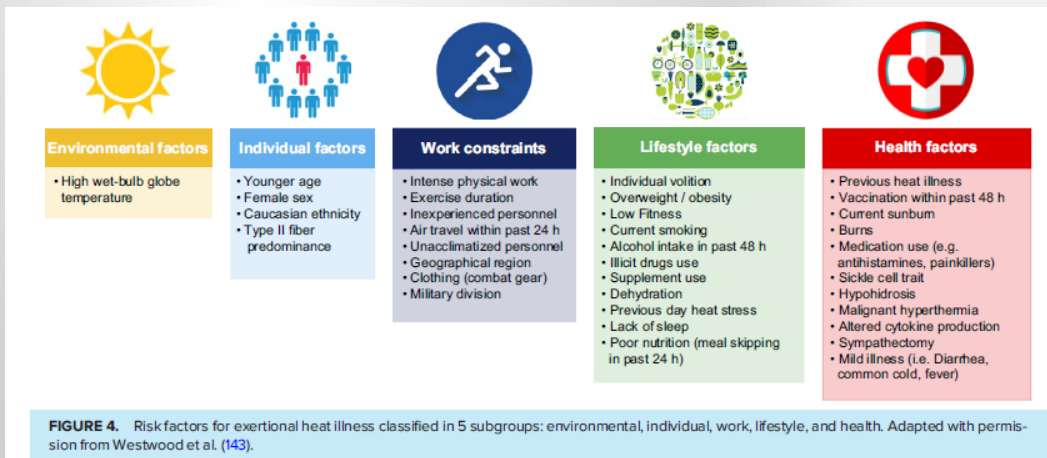 Environmental factors
• High wet-bulb globe
temperature
Individual factors
• Younger age
• Female sex
• Caucasian ethnicity
• Type II fiber
predominance
Work constraints
• Intense physical work
• Exercise duration
• Inexperienced personnel
• Air travel within past 24 h
• Unacclimatized personnel
• Geographical region
• Clothing (combat gear)
• Military division
Lifestyle factors
• Individual volition
• Overweight / obesity
• Low Fitness
• Current smoking
• Alcohol intake in past 48 h
• Illicit drugs use
• Supplement use
• Dehydration
• Previous day heat stress
• Lack of sleep
• Poor nutrition (meal skipping
in past 24 h)
Health factors
• Previous heat illness
• Vaccination within past 48 h
• Current sunburn
• Burns
• Medication use (e.g.
antihistamines, painkillers)
• Sickle cell trait
• Hypohidrosis
• Malignant hyperthermia
• Altered cytokine production
• Sympathectomy
• Mild illness (i.e. Diarrhea,
common cold, fever)
FIGURE 4. Risk factors for exertional heat illness classified in 5 subgroups: environmental, individual, work, lifestyle, and health. Adapted with permis-
sion from Westwood et al. (143).